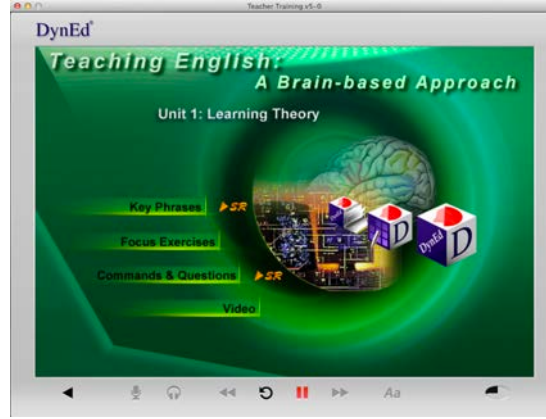 Teacher Training v5-0
DynEd®
Teaching English:
A Brain-based Approach
Unit 1: Learning Theory
Key Phrases
SR
Focus Exercises
Commands & Questions
SR
Video
D
DynEd
D
Aa